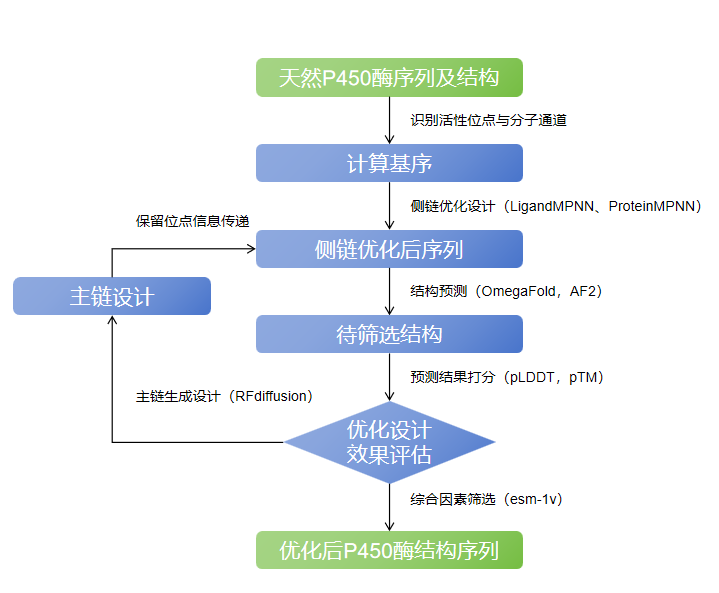 天然P450酶序列及结构
识别活性位点与分子通道
计算基序
侧链优化设计（LigandMPNN、ProteinMPNN）
保留位点信息传递
侧链优化后序列
主链设计
结构预测（OmegaFold，AF2）
待筛选结构
预测结果打分（pLDDT，pTM）
主链生成设计（RFdiffusion）
优化设计
效果评估
综合因素筛选（esm-1v）
优化后P450酶结构序列